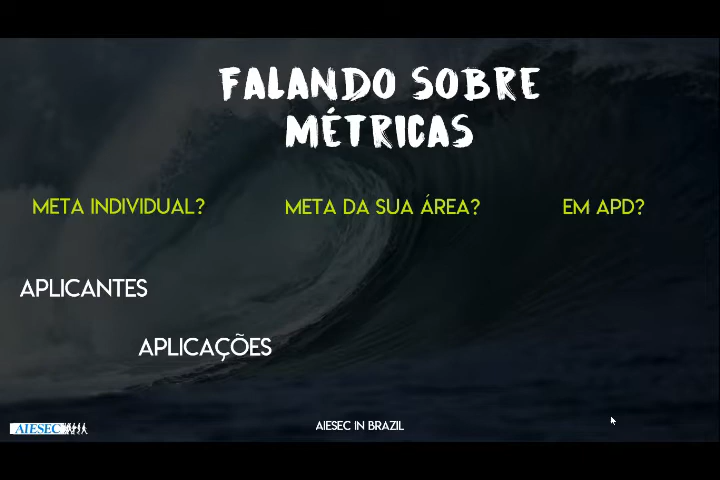 FALANDO SOBRE
MÉTRICAS
META INDIVIDUAL?
META DA SUA ÁREA?
EM APD?
APLICANTES
APLICAÇÕES
AIESEC
AIESEC IN BRAZIL